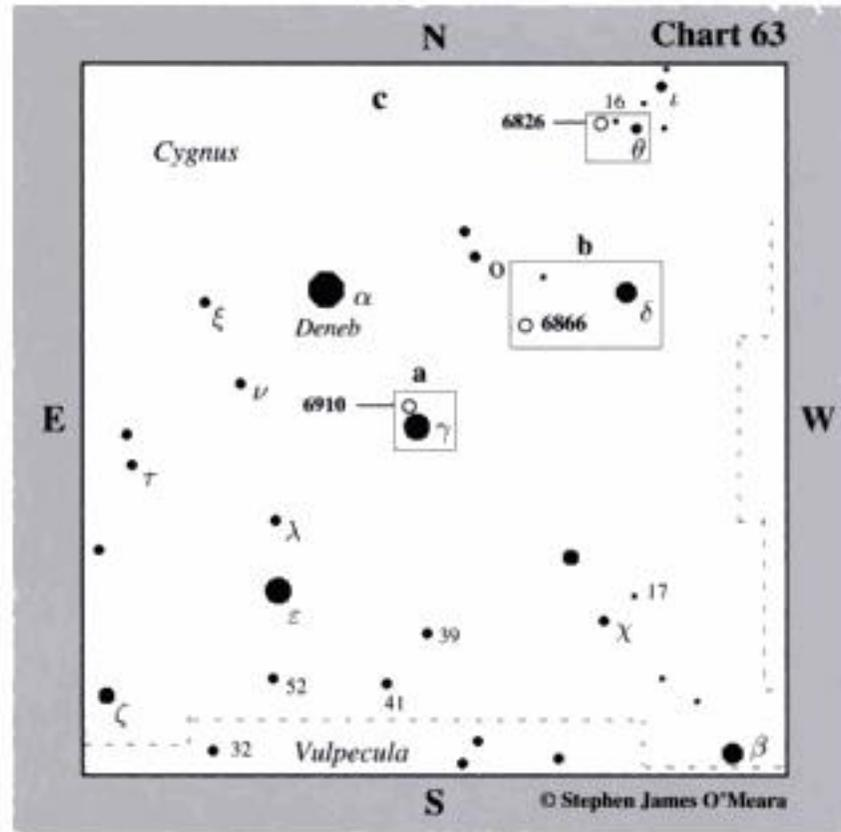 N
Chart 63
c
16
ι
6826
θ
Cygnus
b
o
α
δ
ξ
Deneb
6866
a
ν
6910
γ
E
W
τ
λ
17
ε
39
χ
52
41
ζ
32
Vulpecula
β
S
© Stephen James O"Meara